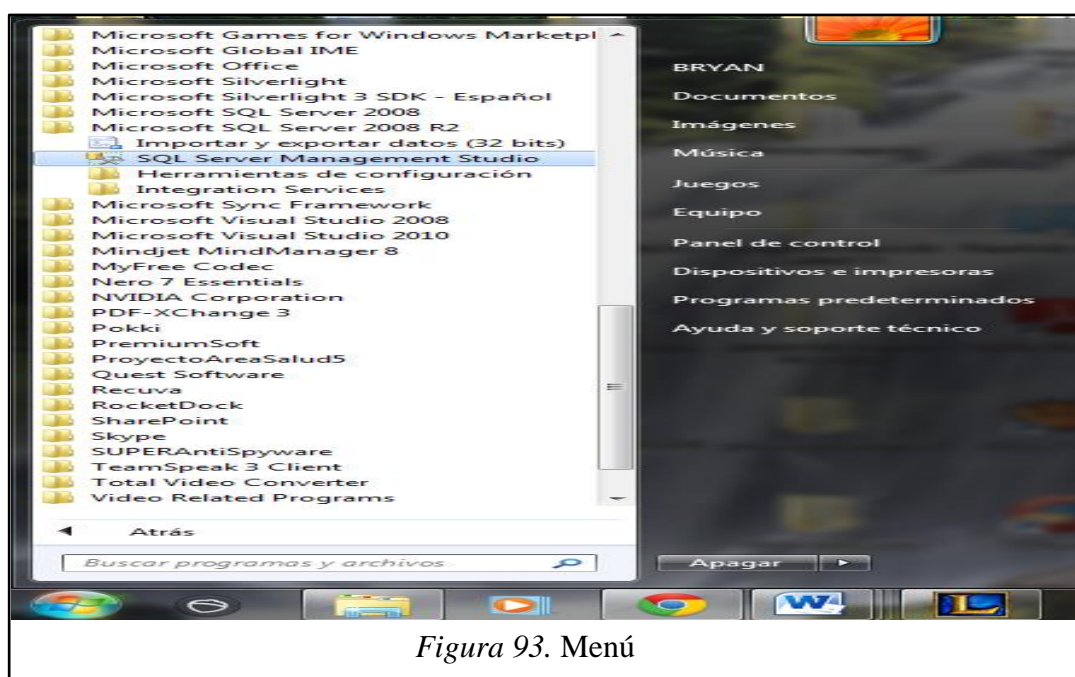 Microsoft Games for Windows Marketpl
Microsoft Global IME
Microsoft Office
Microsoft Silverlight
Microsoft Silverlight 3 SDK - Español
Microsoft SQL Server 2008
Microsoft SQL Server 2008 R2
Importar y exportar datos (32 bits)
SQL Server Management Studio
Herramientas de configuración
Integration Services
Microsoft Sync Framework
Microsoft Visual Studio 2008
Microsoft Visual Studio 2010
Mindjet MindManager 8
MyFree Codec
Nero 7 Essentials
NVIDIA Corporation
PDF-XChange 3
Pokki
PremiumSoft
ProyectoAreaSalud5
Quest Software
Recuva
RocketDock
SharePoint
Skype
SUPERAntiSpyware
TeamSpeak 3 Client
Total Video Converter
Video Related Programs
Atrás
Buscar programas y archivos
BRYAN
Documentos
Imágenes
Música
Juegos
Equipo
Panel de control
Dispositivos e impresoras
Programas predeterminados
Ayuda y soporte técnico
Apagar
W
L
Figura 93. Menú